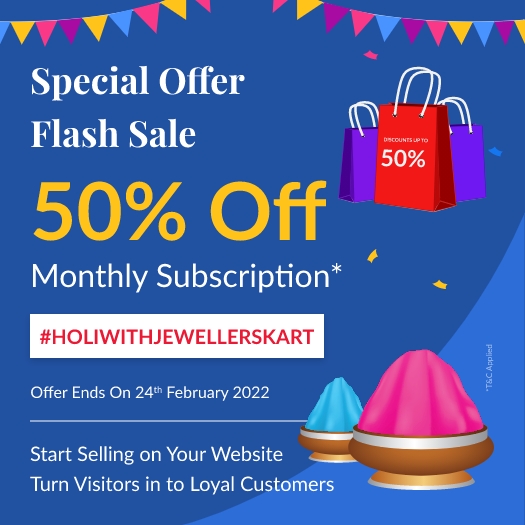 Special Offer
Flash Sale
50% Off
Monthly Subscription*
#HOLIWITHJEWELLERSKART
Offer Ends On 24th February 2022
Start Selling on Your Website
Turn Visitors in to Loyal Customers
DISCOUNTS UP TO
50%
*T&C Applied